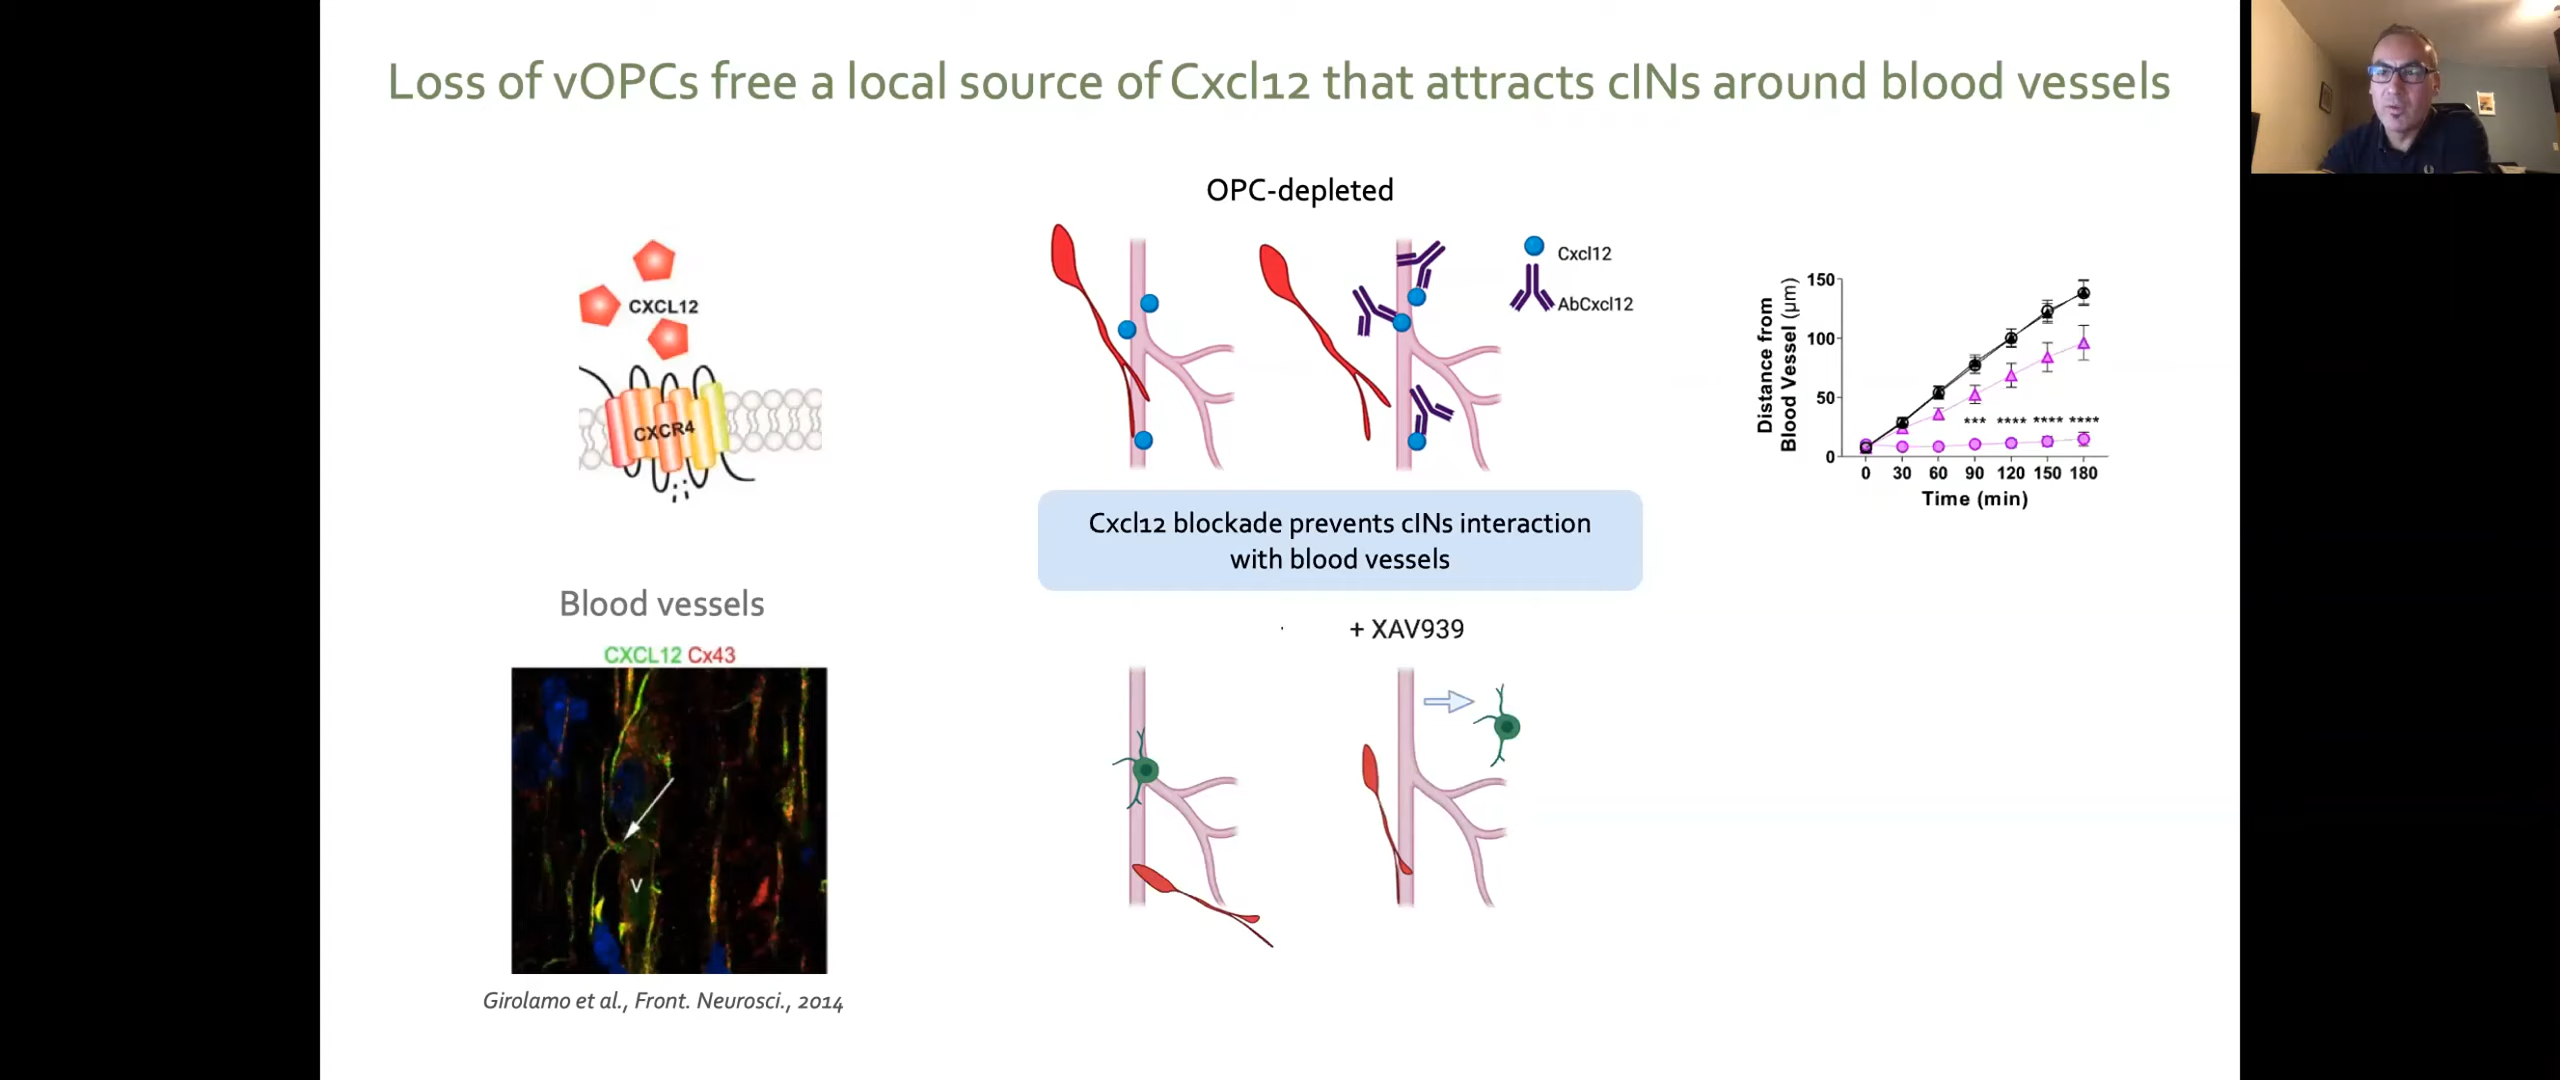 Loss of vOPCs free a local source of Cxcl12 that attracts cINs around blood vessels
OPC-depleted
CXCL12
CXCR4
Cxcl12
AbCxcl12
Distance from
Blood Vessel (µm)
150
100
50
0
*** **** **** ****
0 30 60 90 120 150 180
Time (min)
Cxcl12 blockade prevents cINs interaction
with blood vessels
Blood vessels
CXCL12 Cx43
V
+ XAV939
Girolamo et al., Front. Neurosci., 2014